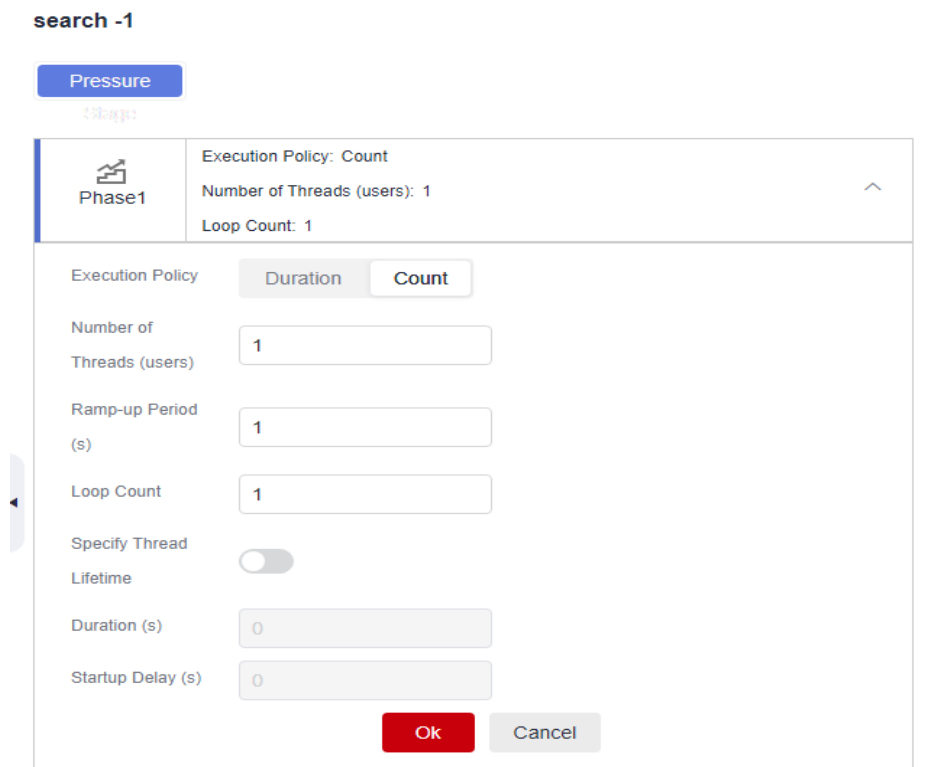 search -1
Pressure
Stage
Phase1
Execution Policy: Count
Number of Threads (users): 1
Loop Count: 1
Execution Policy
Duration
Count
Number of
Threads (users)
1
Ramp-up Period
(s)
1
Loop Count
1
Specify Thread
Lifetime
Duration (s)
0
Startup Delay (s)
0
Ok
Cancel